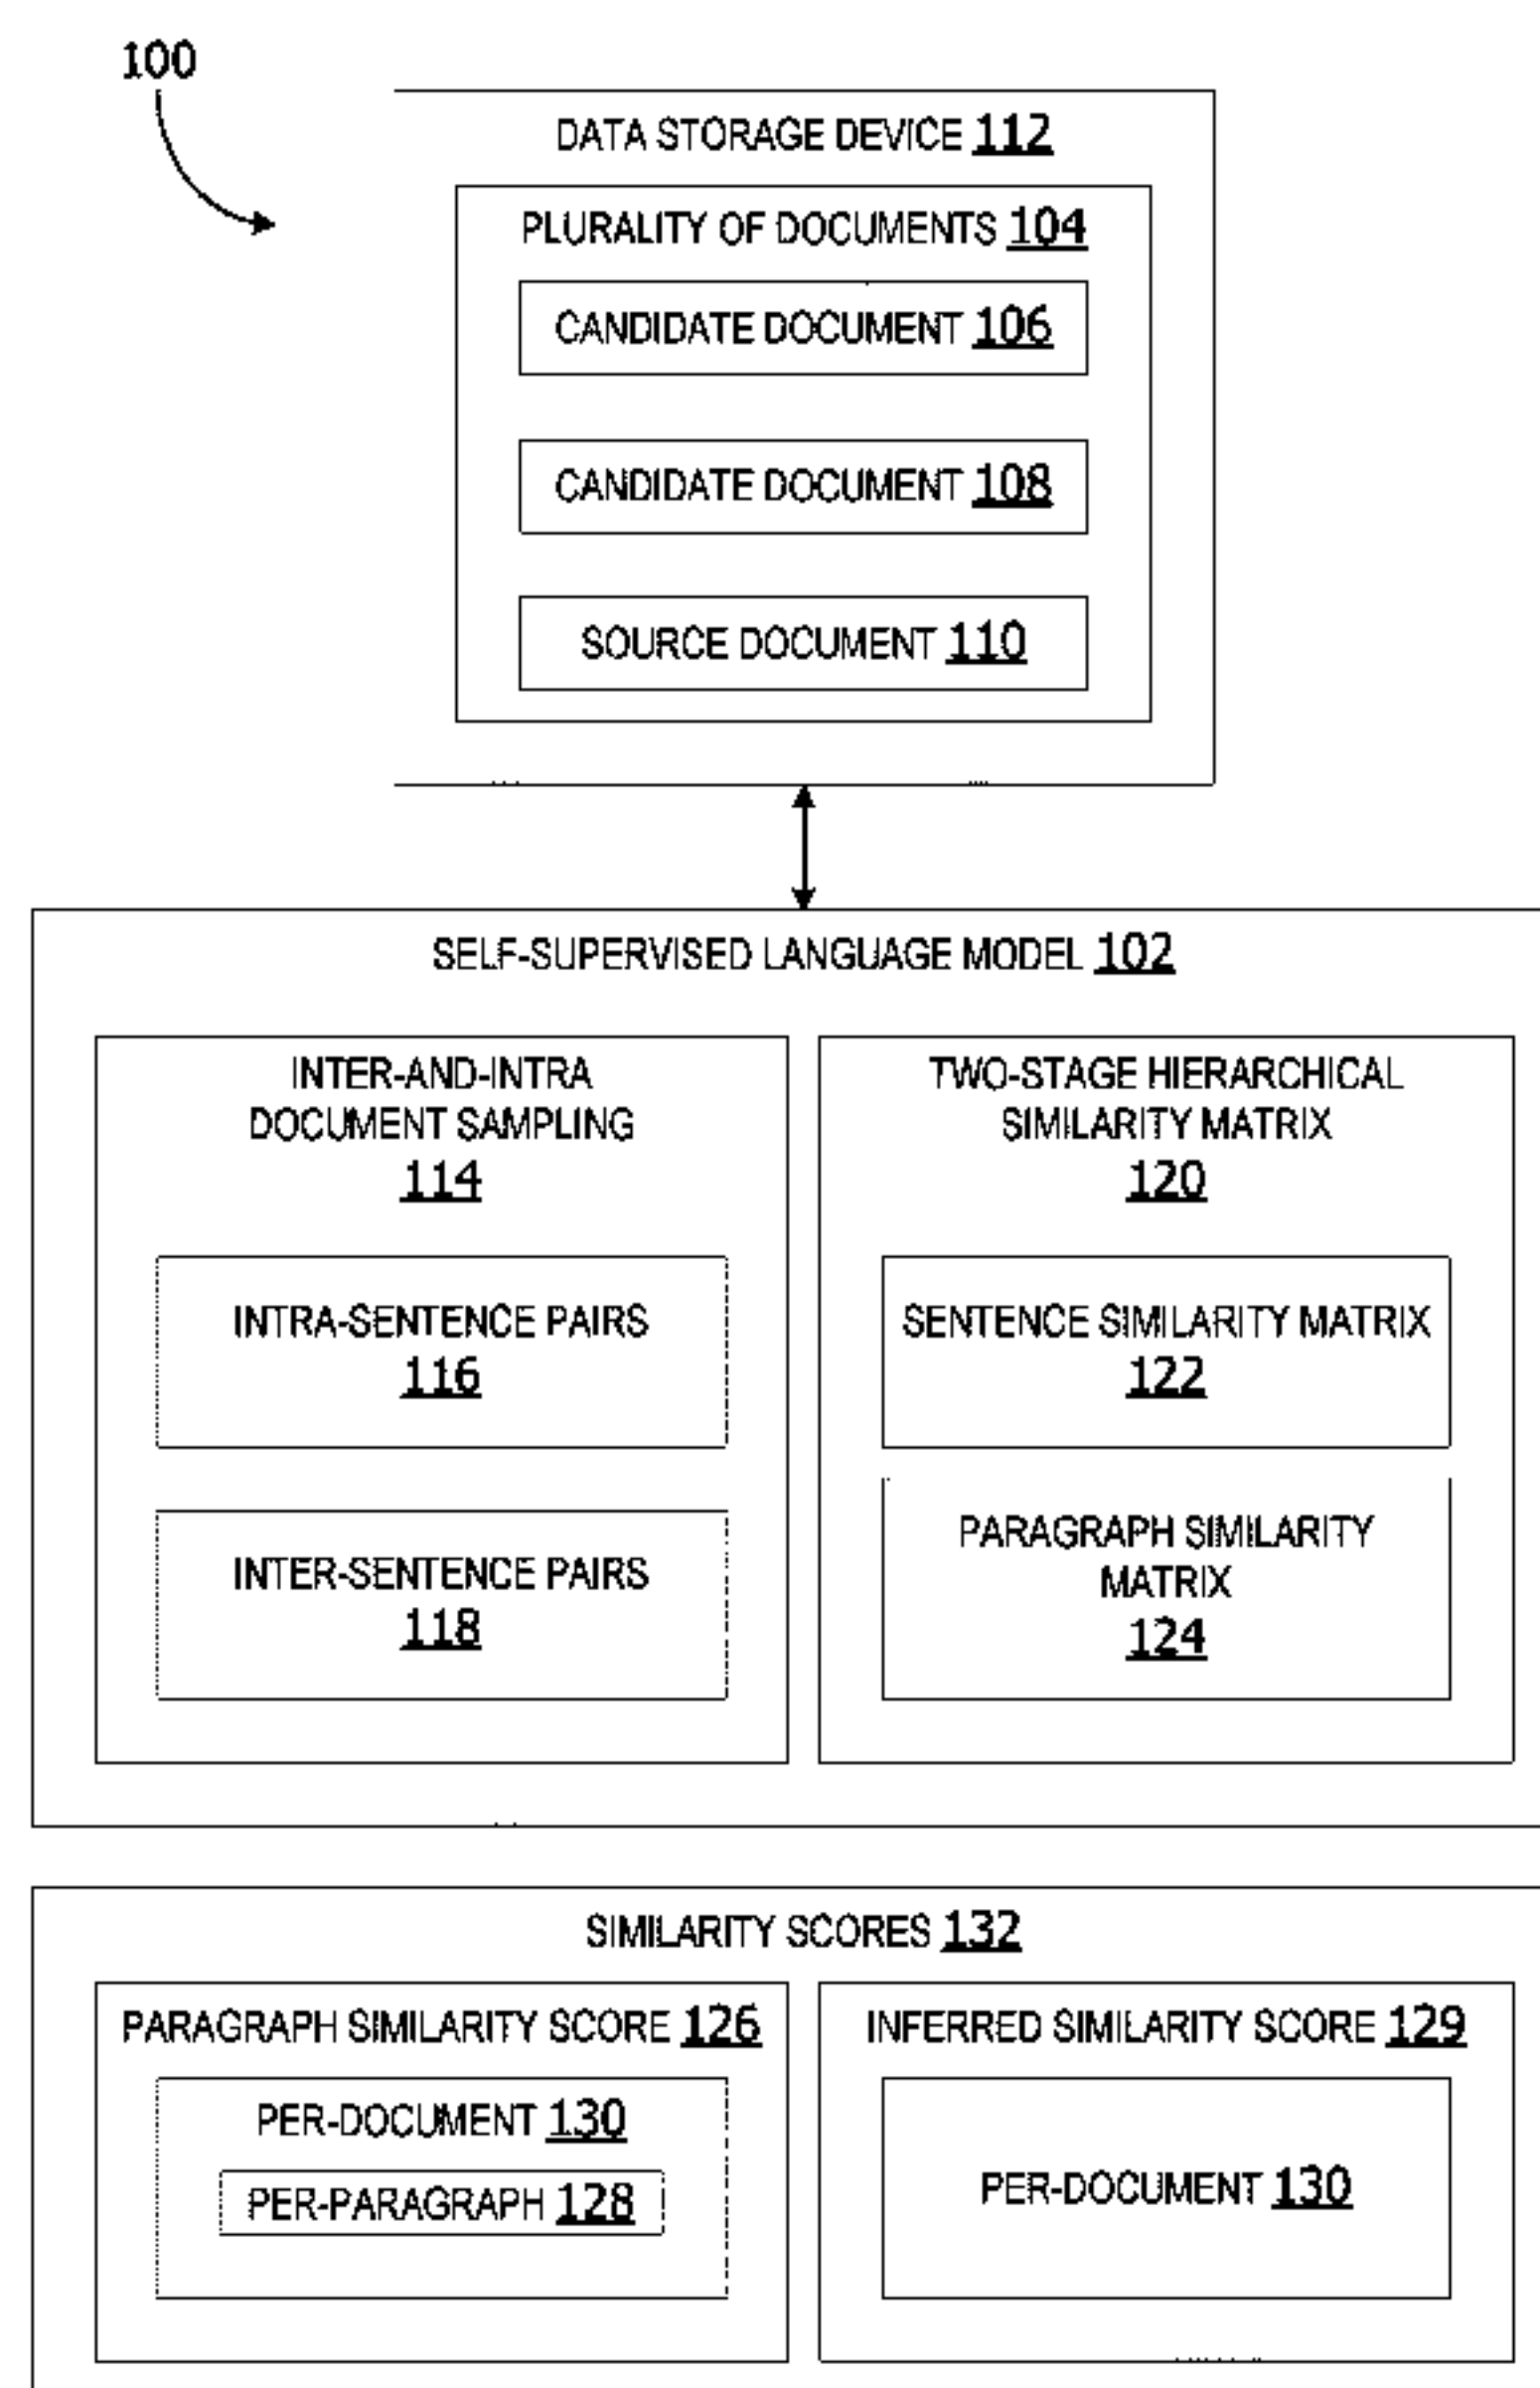 100
DATA STORAGE DEVICE 112
PLURALITY OF DOCUMENTS 104
CANDIDATE DOCUMENT 106
CANDIDATE DOCUMENT 108
SOURCE DOCUMENT 110
SELF-SUPERVISED LANGUAGE MODEL 102
INTER-AND-INTRA
DOCUMENT SAMPLING
114
INTRA-SENTENCE PAIRS
116
INTER-SENTENCE PAIRS
118
TWO-STAGE HIERARCHICAL
SIMILARITY MATRIX
120
SENTENCE SIMILARITY MATRIX
122
PARAGRAPH SIMILARITY
MATRIX
124
SIMILARITY SCORES 132
PARAGRAPH SIMILARITY SCORE 126
PER-DOCUMENT 130
PER-PARAGRAPH 128
INFERRED SIMILARITY SCORE 129
PER-DOCUMENT 130